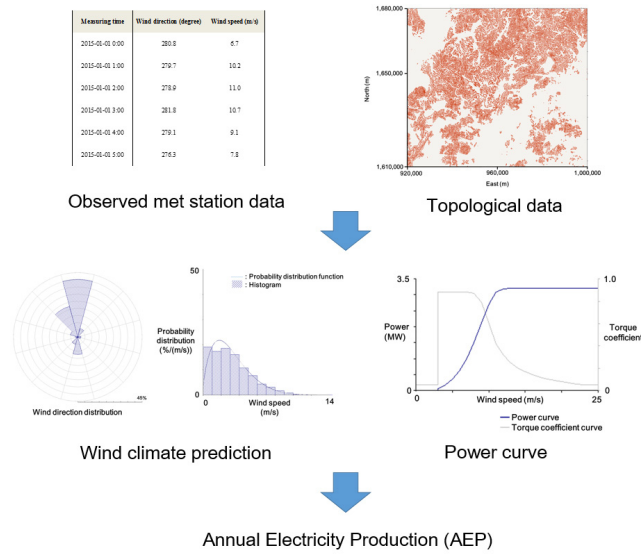 Measuring time Wind direction (degree) Wind speed (m/s)
2015-01-01 0:00 280.8 6.7
2015-01-01 1:00 279.7 10.2
2015-01-01 2:00 278.9 11.0
2015-01-01 3:00 281.8 10.7
2015-01-01 4:00 279.1 9.1
2015-01-01 5:00 276.3 7.8
Observed met station data
1,680,000
1,650,000
1,610,000
North (m)
920,000 960,000 1,000,000
East (m)
Topological data
45%
Wind direction distribution
50
: Probability distribution function
: Histogram
Probability
distribution
(%/(m/s))
0
0 Wind speed 14
(m/s)
Wind climate prediction
3.5 1.0
Power
(MW)
Torque
coefficient
0 0
0 Wind speed (m/s) 25
Power curve
Torque coefficient curve
Power curve
Annual Electricity Production (AEP)